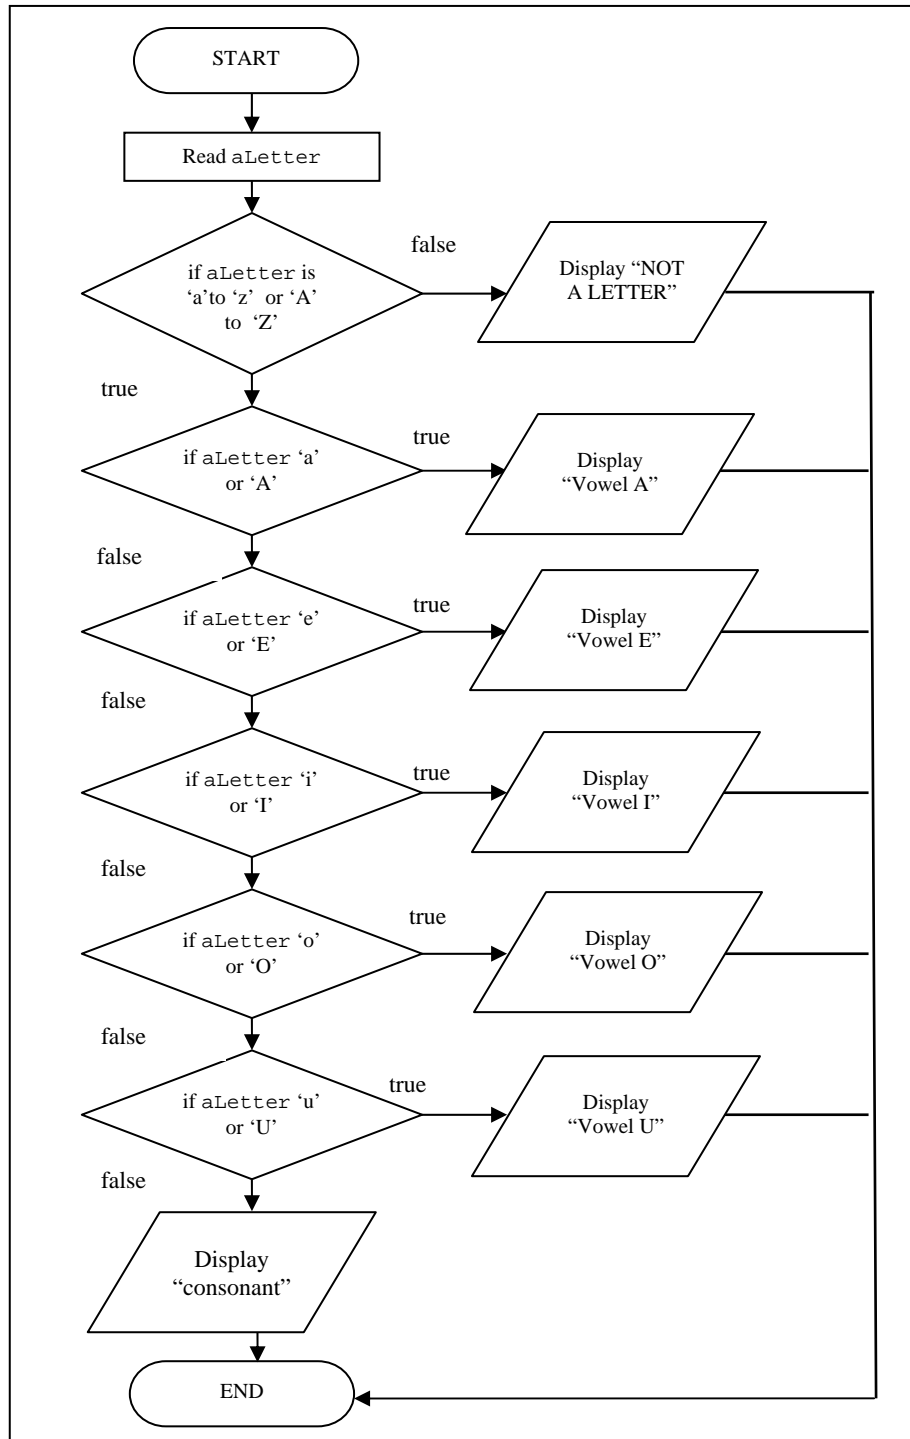 START
Read aLetter
if aLetter is
‘a’to ‘z’ or ‘A’
to ‘Z’
false
Display “NOT
A LETTER”
true
if aLetter ‘a’
or ‘A’
true
Display
“Vowel A”
false
if aLetter ‘e’
or ‘E’
true
Display
“Vowel E”
false
if aLetter ‘i’
or ‘I’
true
Display
“Vowel I”
false
if aLetter ‘o’
or ‘O’
true
Display
“Vowel O”
false
if aLetter ‘u’
or ‘U’
true
Display
“Vowel U”
false
Display
“consonant”
END